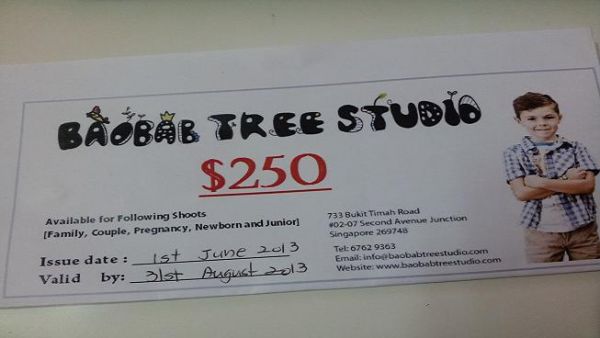 BAOBAB TREE STUDIO
$250
Available for Following Shoots
[Family, Couple, Pregnancy, Newborn and Junior]
Issue date : 1st June 2013
Valid by: 31st August 2013
733 Bukit Timah Road
#02-07 Second Avenue Junction
Singapore 269748
Tel: 6762 9363
Email: info@baobabtreestudio.com
Website: www.baobabtreestudio.com